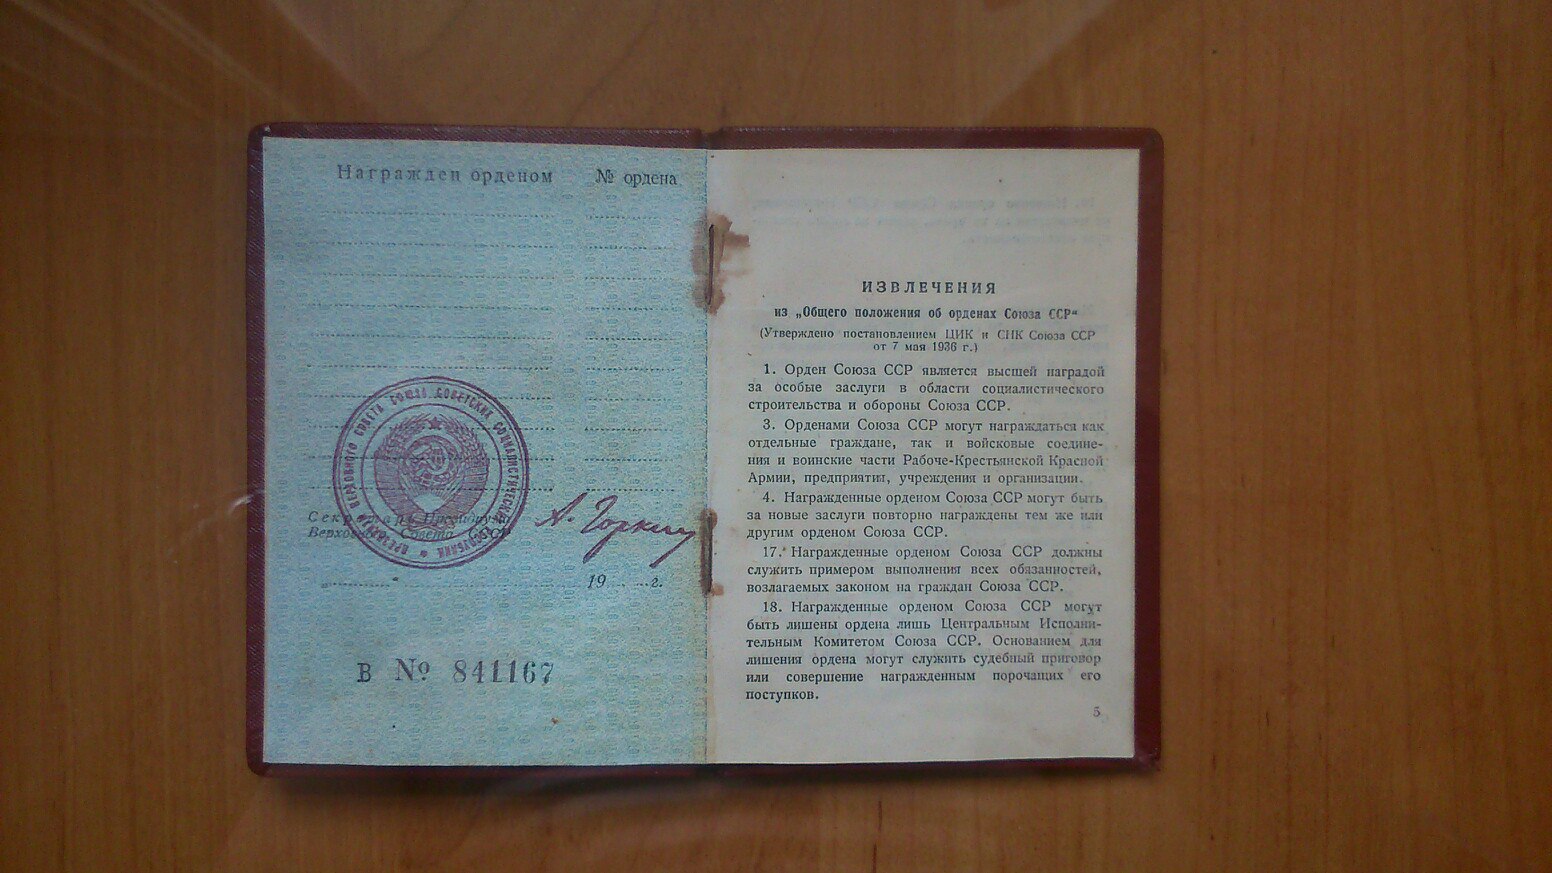 Награжден орденом № ордена
ПРЕЗИДИУМ ВЕРХОВНОГО СОВЕТА СОЮЗА СОВЕТСКИХ СОЦИАЛИСТИЧЕСКИХ РЕСПУБЛИК
Секретарь Президиума
Верховного Совета СССР
А. Горкин
19 г.
В № 841167
ИЗВЛЕЧЕНИЯ
из „Общего положения об орденах Союза ССР“
(Утверждено постановлением ЦИК и СНК Союза ССР
от 7 мая 1936 г.)
1. Орден Союза ССР является высшей наградой
за особые заслуги в области социалистического
строительства и обороны Союза ССР.
3. Орденами Союза ССР могут награждаться как
отдельные граждане, так и войсковые соедине-
ния и воинские части Рабоче-Крестьянской Красной
Армии, предприятия, учреждения и организации.
4. Награжденные орденом Союза ССР могут быть
за новые заслуги повторно награждены тем же или
другим орденом Союза ССР.
17. Награжденные орденом Союза ССР должны
служить примером выполнения всех обязанностей,
возлагаемых законом на граждан Союза ССР.
18. Награжденные орденом Союза ССР могут
быть лишены ордена лишь Центральным Исполни-
тельным Комитетом Союза ССР. Основанием для
лишения ордена могут служить судебный приговор
или совершение награжденным порочащих его
поступков.
5